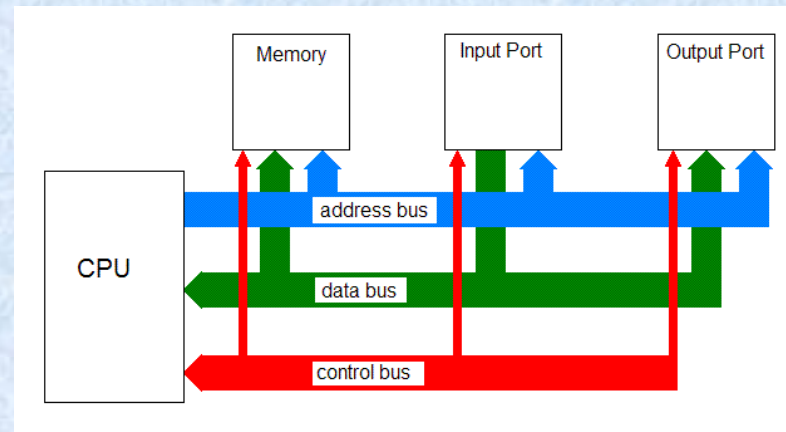 Memory
Input Port
Output Port
address bus
CPU
data bus
control bus